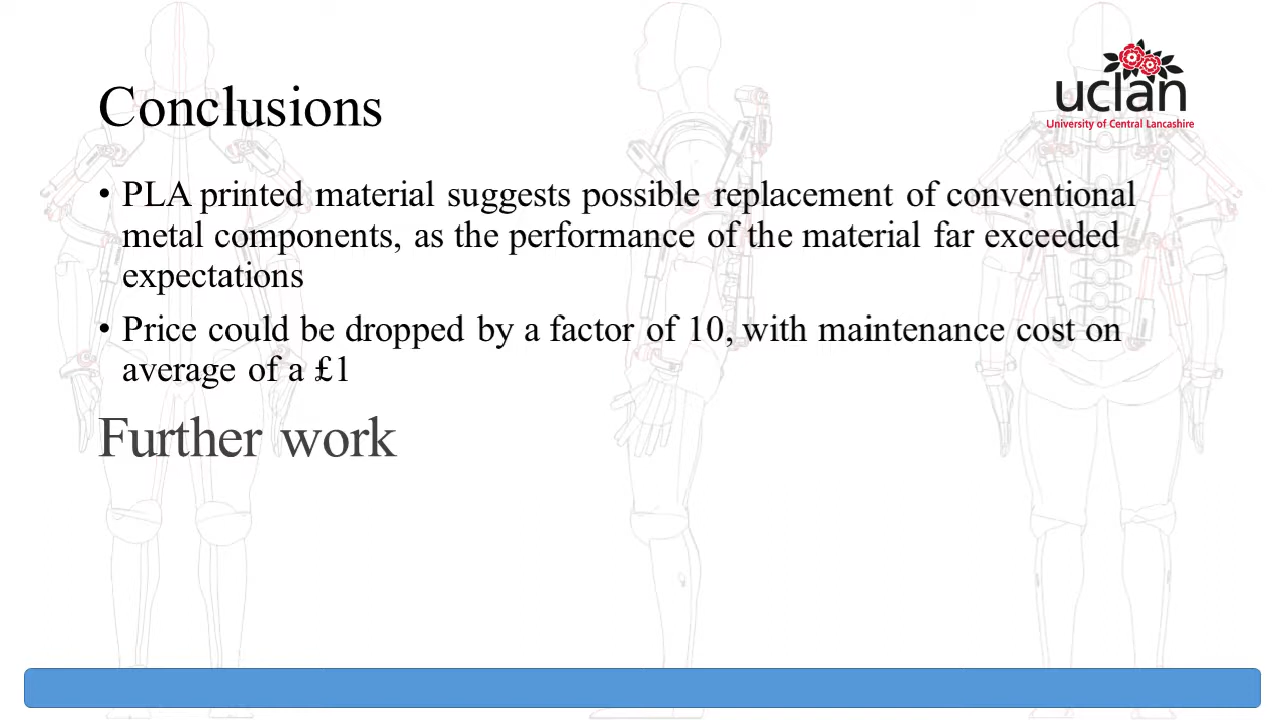 Conclusions
uclan
University of Central Lancashire
• PLA printed material suggests possible replacement of conventional
metal components, as the performance of the material far exceeded
expectations
• Price could be dropped by a factor of 10, with maintenance cost on
average of a £1
Further work